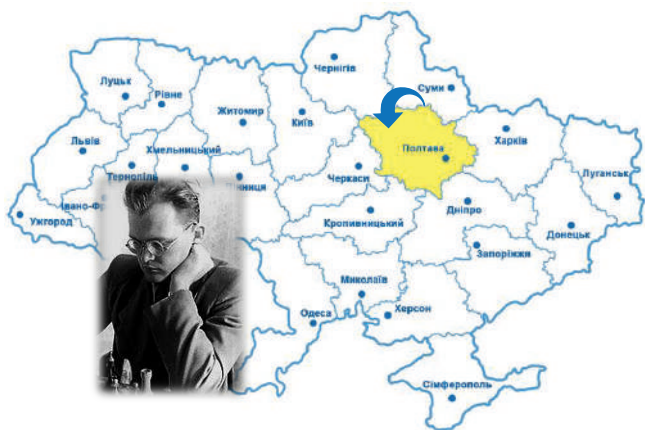 Чернігів
Суми
Луцьк
Рівне
Житомир
Київ
Львів
Хмельницький
Полтава
Харків
Тернопіль
Черкаси
Луганськ
Ужгород
Кропивницький
Дніпро
Донецьк
Запоріжжя
Миколаїв
Одеса
Херсон
Сімферополь